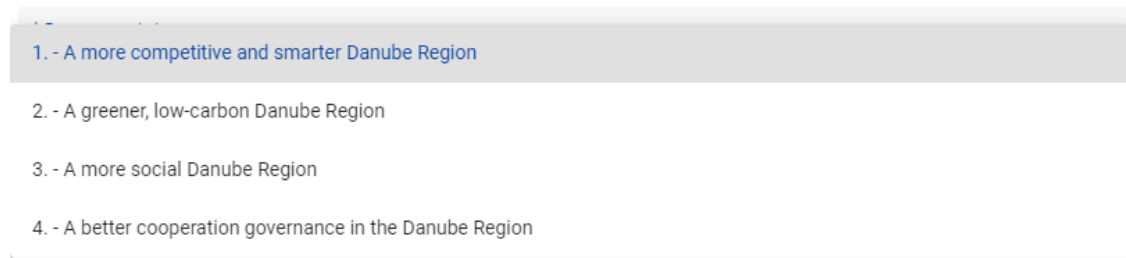 1. - A more competitive and smarter Danube Region
2. - A greener, low-carbon Danube Region
3. - A more social Danube Region
4. - A better cooperation governance in the Danube Region